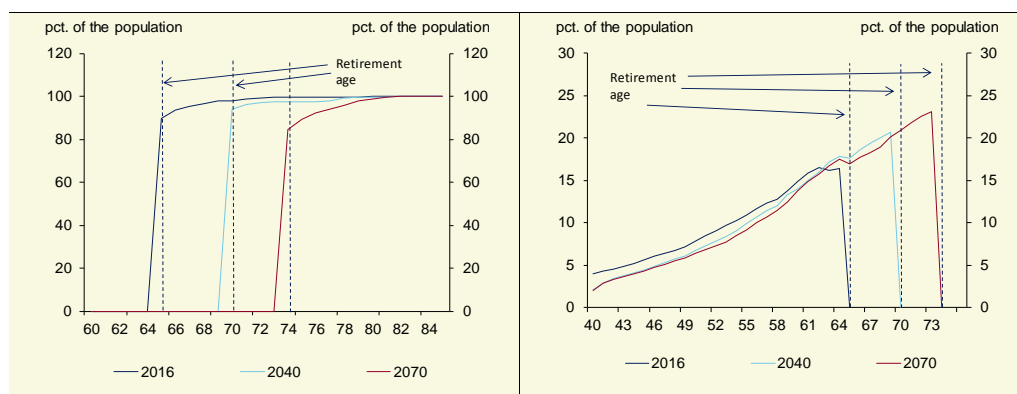 pct. of the population pct. of the population
120 120
Retirement
age
100 100
80 80
60 60
40 40
20 20
0 0
60 62 64 66 68 70 72 74 76 78 80 82 84
2016 2040 2070
pct. of the population pct. of the population
30 30
Retirement
age
25 25
20 20
15 15
10 10
5 5
0 0
40 43 46 49 52 55 58 61 64 67 70 73
2016 2040 2070